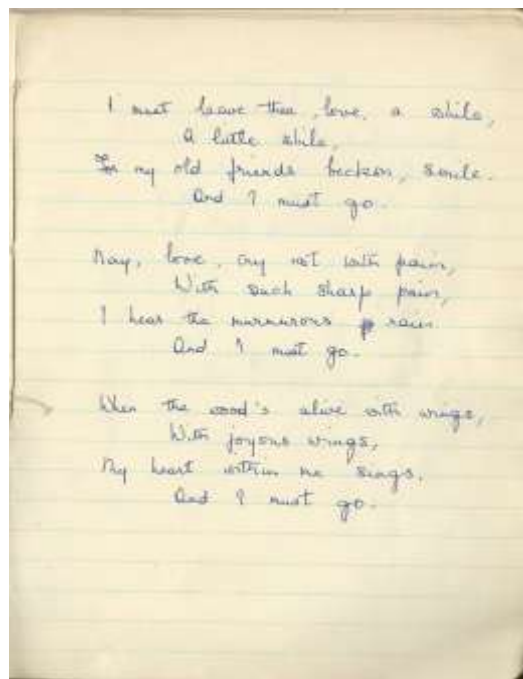 I must leave thee, love, a while,
A little while,
For my old friends beckon, smile.
And I must go.
Nay, love, cry not with pain,
With such sharp pain,
I hear the murmurous rain
And I must go.
When the wood's alive with wings,
With joyous wings,
My heart within me sings.
And I must go.